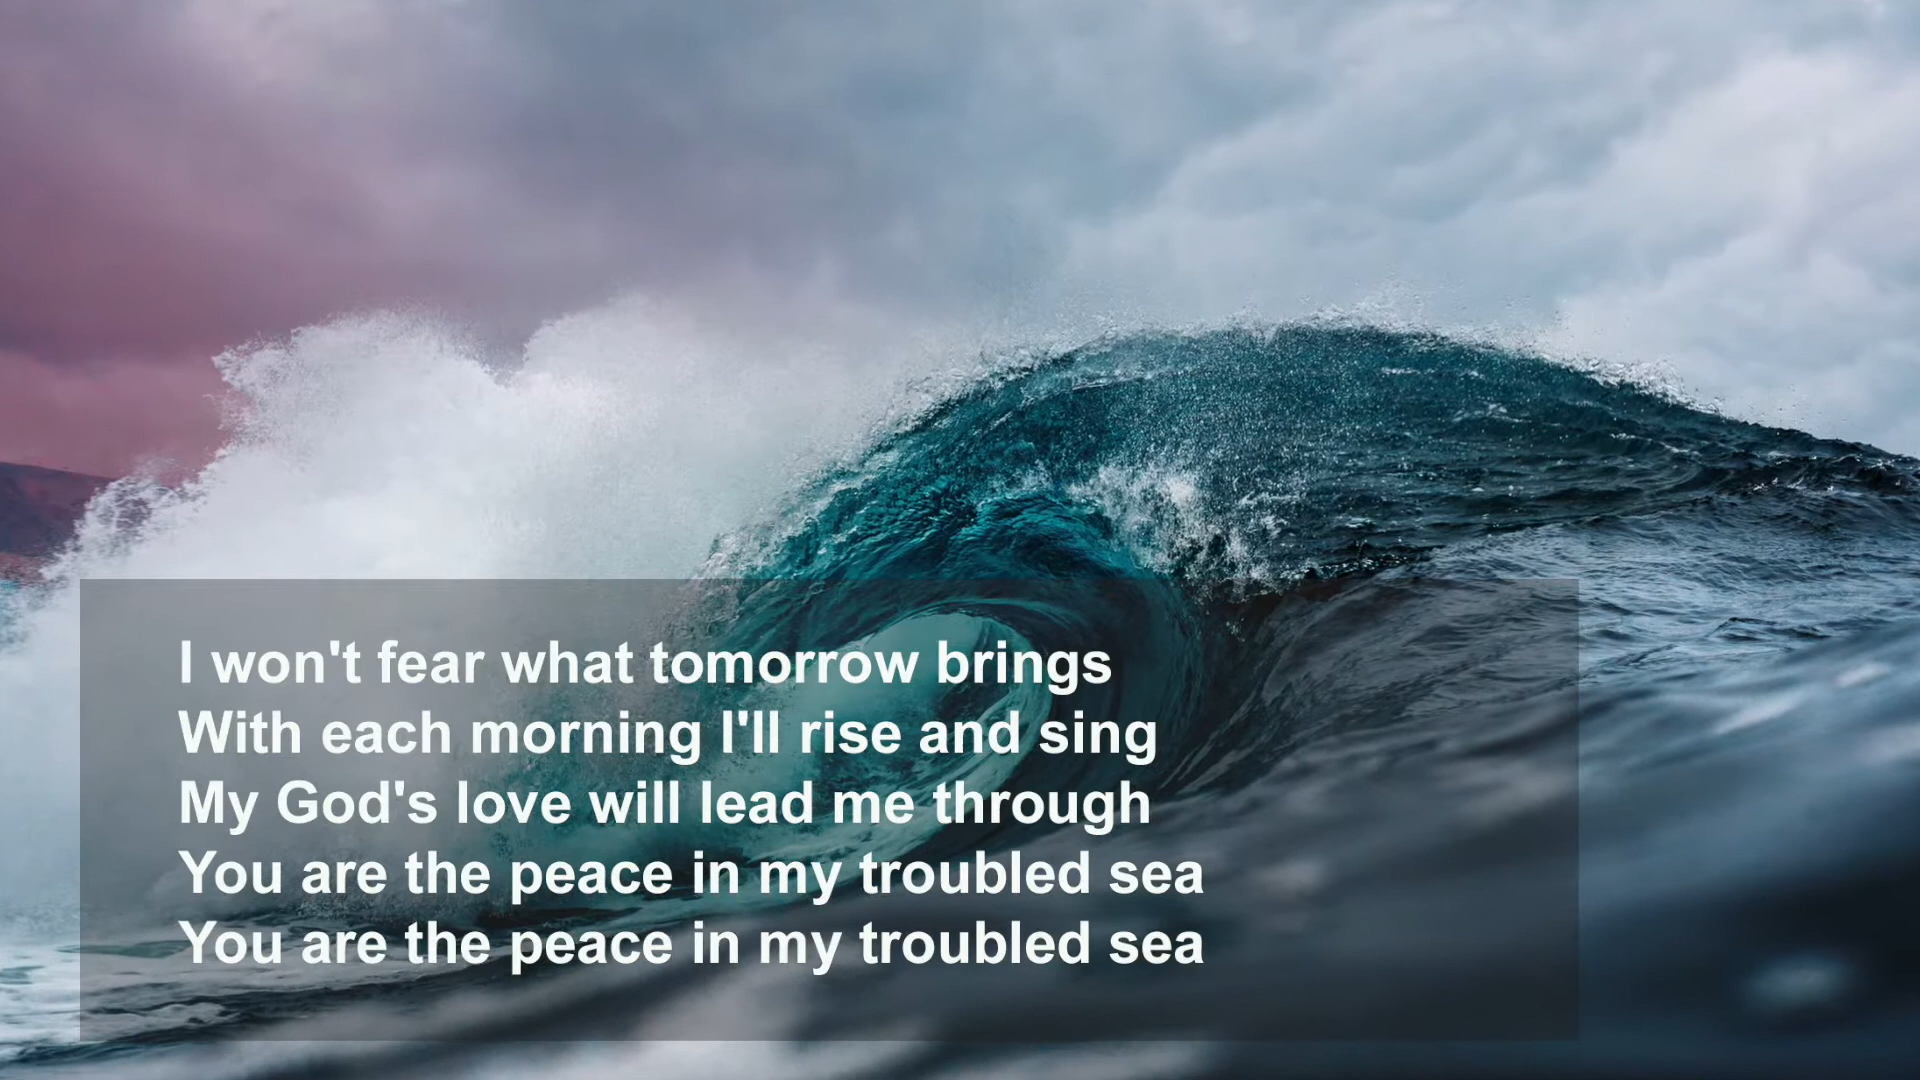 I won't fear what tomorrow brings
With each morning I'll rise and sing
My God's love will lead me through
You are the peace in my troubled sea
You are the peace in my troubled sea